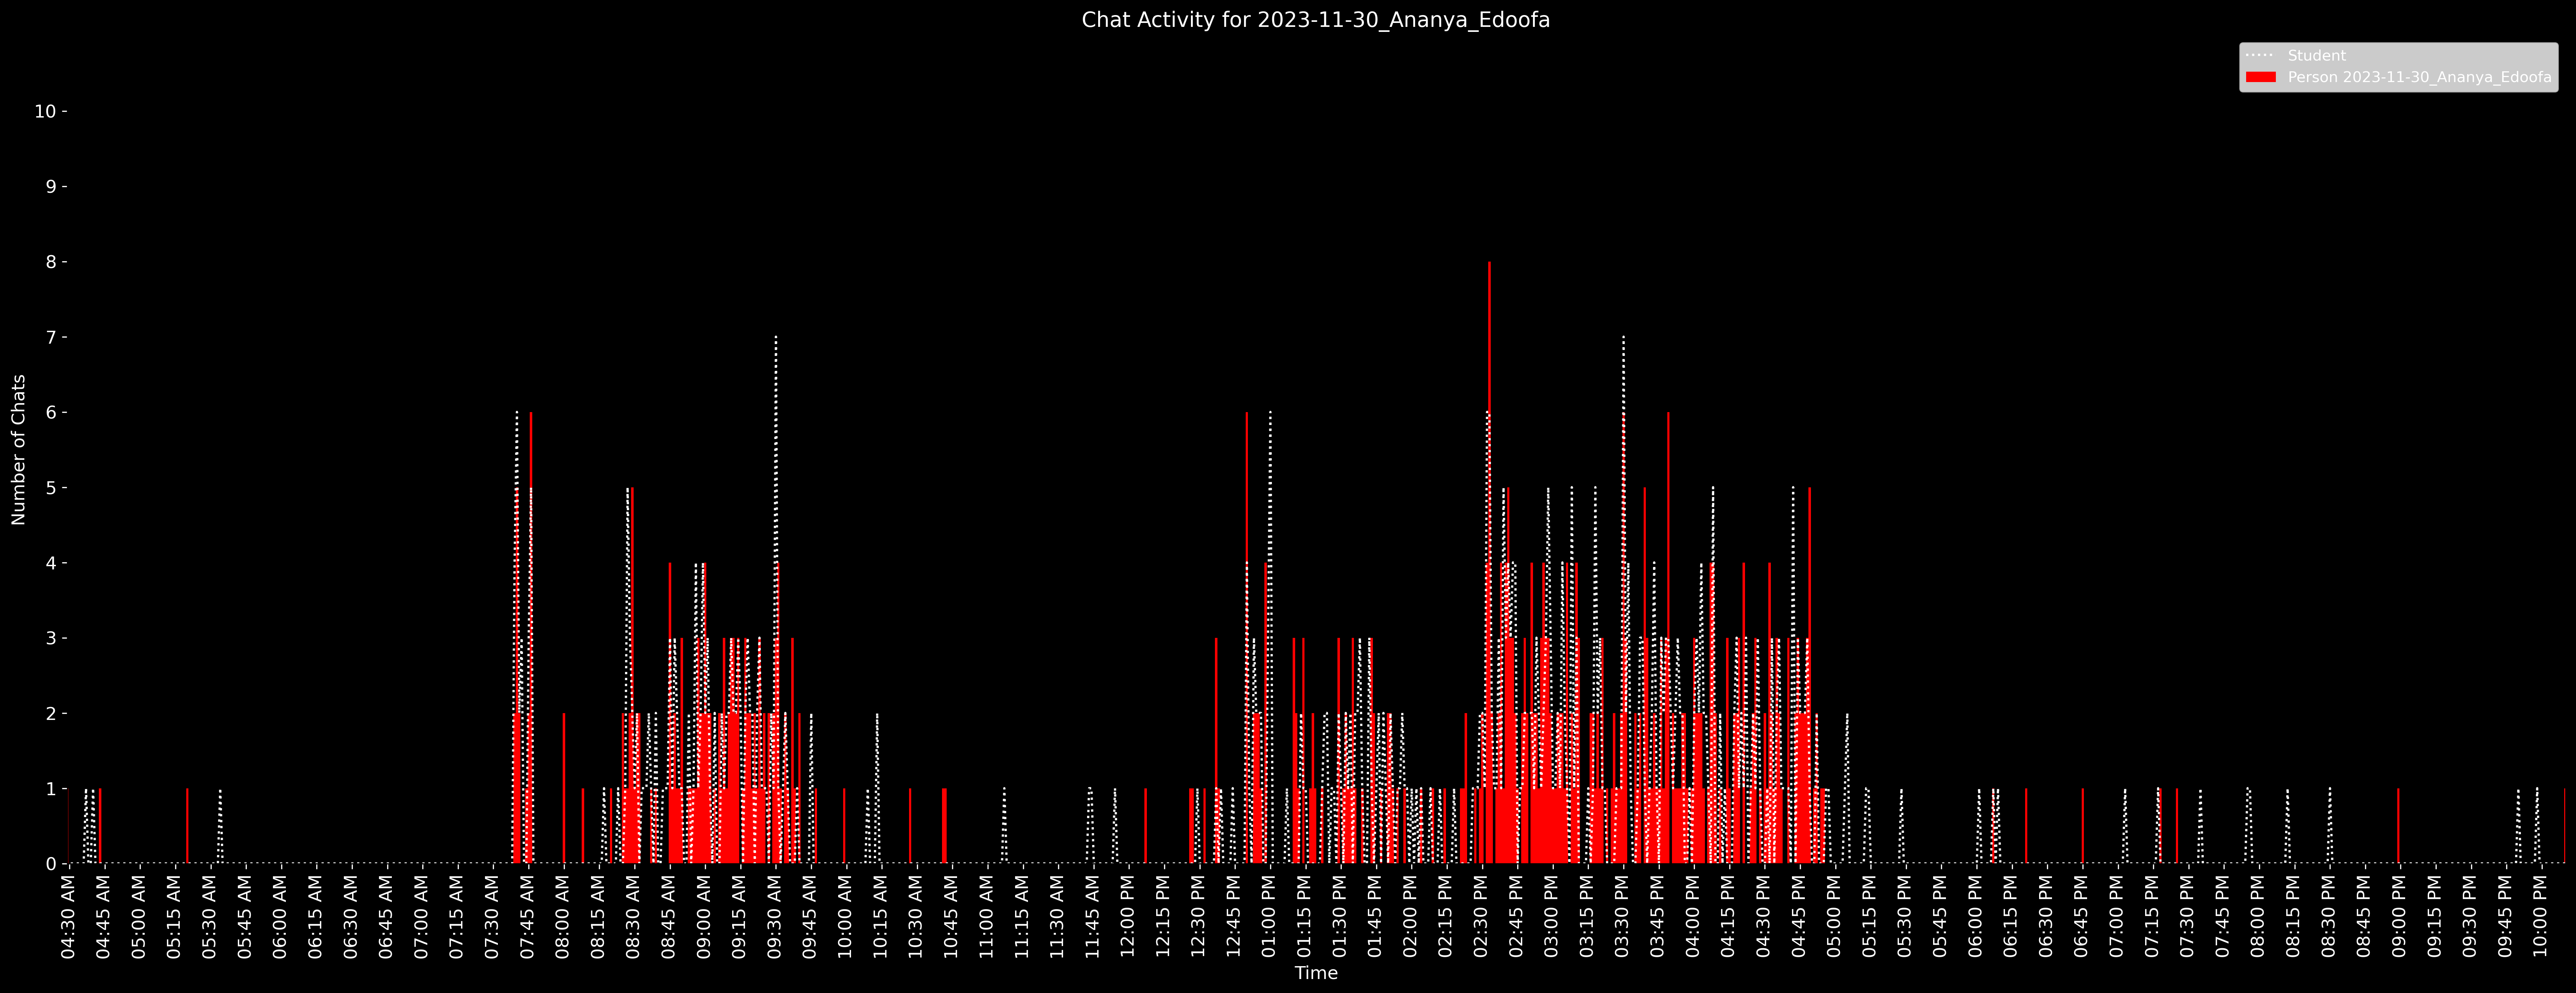 Chat Activity for 2023-11-30_Ananya_Edoofa
Student
Person 2023-11-30_Ananya_Edoofa
Number of Chats
10
9
8
7
6
5
4
3
2
1
0
04:30 AM
04:45 AM
05:00 AM
05:15 AM
05:30 AM
05:45 AM
06:00 AM
06:15 AM
06:30 AM
06:45 AM
07:00 AM
07:15 AM
07:30 AM
07:45 AM
08:00 AM
08:15 AM
08:30 AM
08:45 AM
09:00 AM
09:15 AM
09:30 AM
09:45 AM
10:00 AM
10:15 AM
10:30 AM
10:45 AM
11:00 AM
11:15 AM
11:30 AM
11:45 AM
12:00 PM
12:15 PM
12:30 PM
12:45 PM
01:00 PM
01:15 PM
01:30 PM
01:45 PM
02:00 PM
02:15 PM
02:30 PM
02:45 PM
03:00 PM
03:15 PM
03:30 PM
03:45 PM
04:00 PM
04:15 PM
04:30 PM
04:45 PM
05:00 PM
05:15 PM
05:30 PM
05:45 PM
06:00 PM
06:15 PM
06:30 PM
06:45 PM
07:00 PM
07:15 PM
07:30 PM
07:45 PM
08:00 PM
08:15 PM
08:30 PM
08:45 PM
09:00 PM
09:15 PM
09:30 PM
09:45 PM
10:00 PM
Time